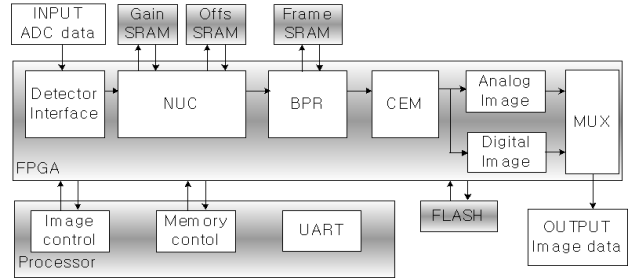 INPUT
ADC data
Gain
SRAM
Offs
SRAM
Frame
SRAM
Detector
Interface
NUC
BPR
CEM
Analog
Image
Digital
Image
MUX
FPGA
Image
control
Memory
contol
UART
Processor
FLASH
OUTPUT
Image data